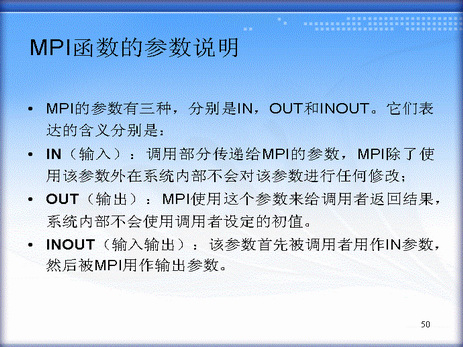 MPI函数的参数说明
• MPI的参数有三种，分别是IN，OUT和INOUT。它们表
达的含义分别是：
• IN（输入）：调用部分传递给MPI的参数，MPI除了使
用该参数外在系统内部不会对该参数进行任何修改；
• OUT（输出）：MPI使用这个参数来给调用者返回结果，
系统内部不会使用调用者设定的初值。
• INOUT（输入输出）：该参数首先被调用者用作IN参数，
然后被MPI用作输出参数。
50